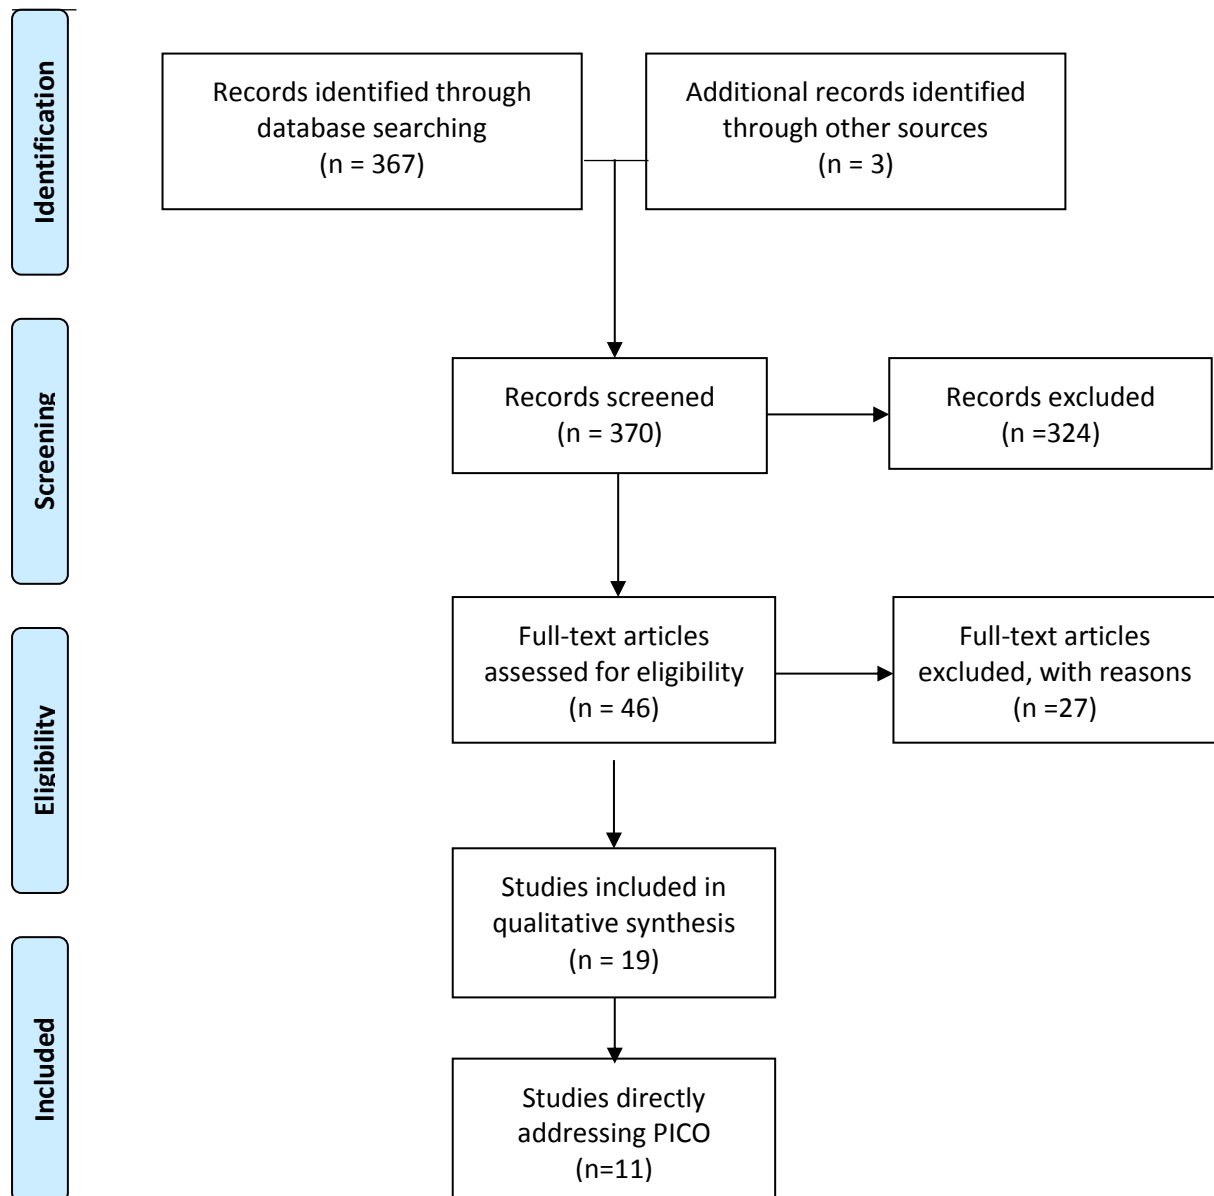 Identification
Records identified through
database searching
(n = 367)
Additional records identified
through other sources
(n = 3)
Screening
Records screened
(n = 370)
Records excluded
(n =324)
Eligibility
Full-text articles
assessed for eligibility
(n = 46)
Full-text articles
excluded, with reasons
(n =27)
Studies included in
qualitative synthesis
(n = 19)
Included
Studies directly
addressing PICO
(n=11)